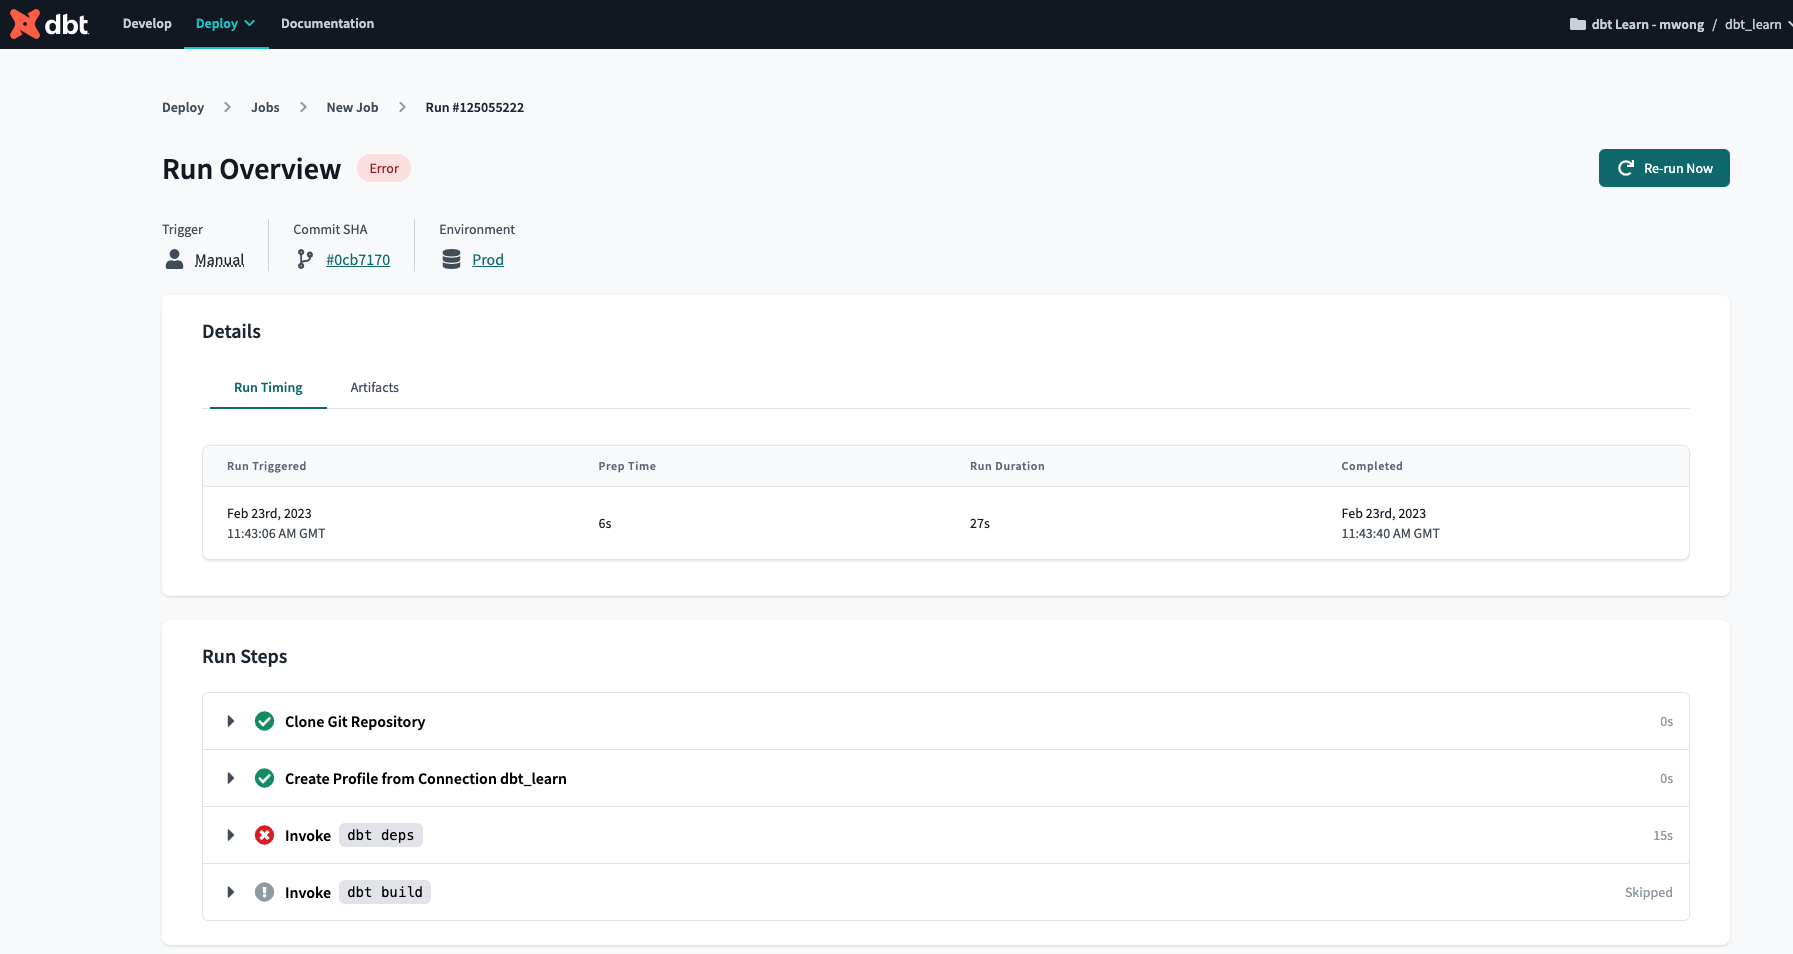 dbt Develop Deploy Documentation dbt Learn - mwong / dbt_learn
Deploy Jobs New Job Run #125055222
Run Overview Error Re-run Now
Trigger Commit SHA Environment
Manual #0cb7170 Prod
Details
Run Timing Artifacts
Run Triggered Prep Time Run Duration Completed
Feb 23rd, 2023 6s 27s Feb 23rd, 2023
11:43:06 AM GMT 11:43:40 AM GMT
Run Steps
Clone Git Repository 0s
Create Profile from Connection dbt_learn 0s
Invoke dbt deps 15s
Invoke dbt build Skipped